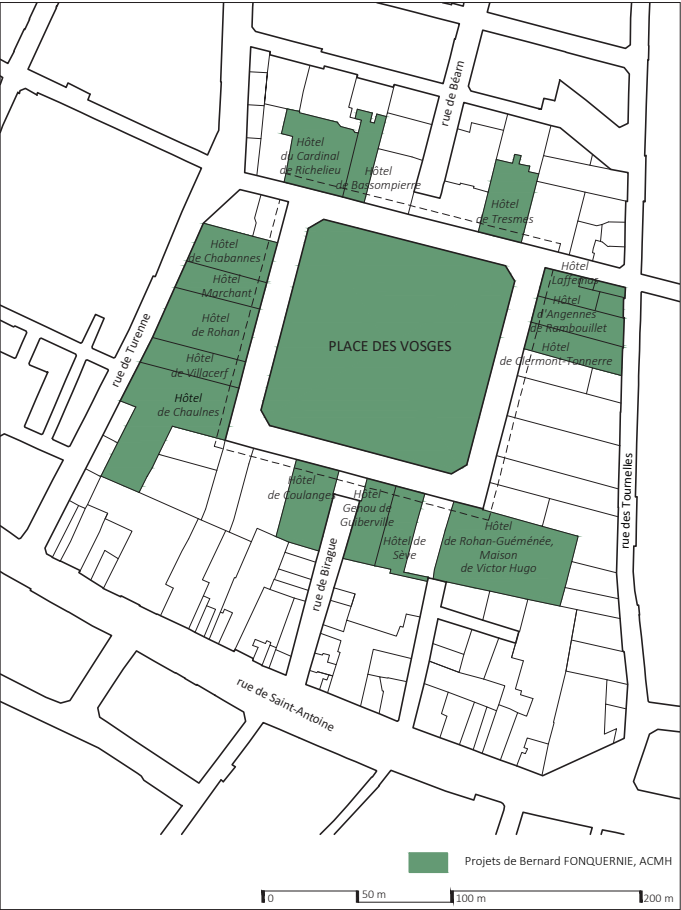 rue de Béarn
Hôtel
du Cardinal
de Richelieu
Hôtel
de Bassompierre
Hôtel
de Tresmes
Hôtel
de Chabannes
Hôtel
Marchant
Hôtel
de Rohan
Hôtel
de Villacerf
Hôtel
de Chaulnes
rue de Turenne
PLACE DES VOSGES
Hôtel
Laffemas
Hôtel
d'Angennes
de Rambouillet
Hôtel
de Clermont-Tonnerre
rue des Tournelles
Hôtel
de Coulanges
Hôtel
Genou de
Guiberville
Hôtel de
Sève
Hôtel
de Rohan-Guéménée,
Maison
de Victor Hugo
rue de Birague
rue de Saint-Antoine
Projets de Bernard FONQUERNIE, ACMH
0
50 m
100 m
200 m